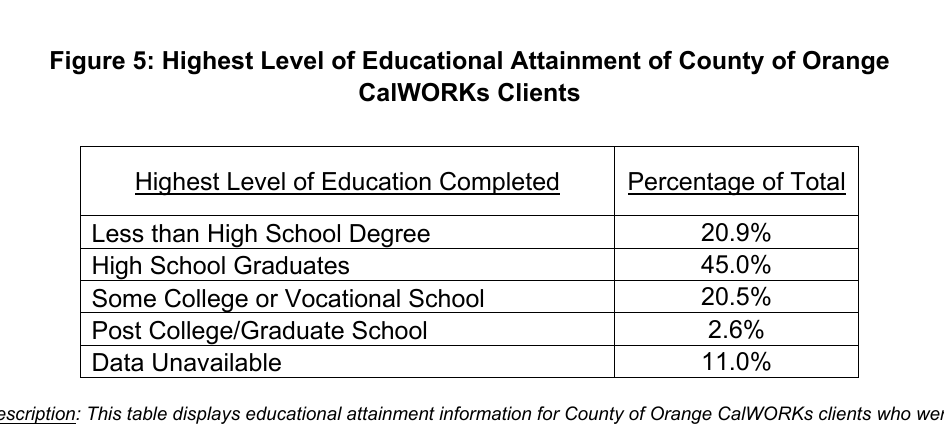 Figure 5: Highest Level of Educational Attainment of County of Orange
CalWORKs Clients
Highest Level of Education Completed Percentage of Total
Less than High School Degree 20.9%
High School Graduates 45.0%
Some College or Vocational School 20.5%
Post College/Graduate School 2.6%
Data Unavailable 11.0%
escription: This table displays educational attainment information for County of Orange CalWORKs clients who wer